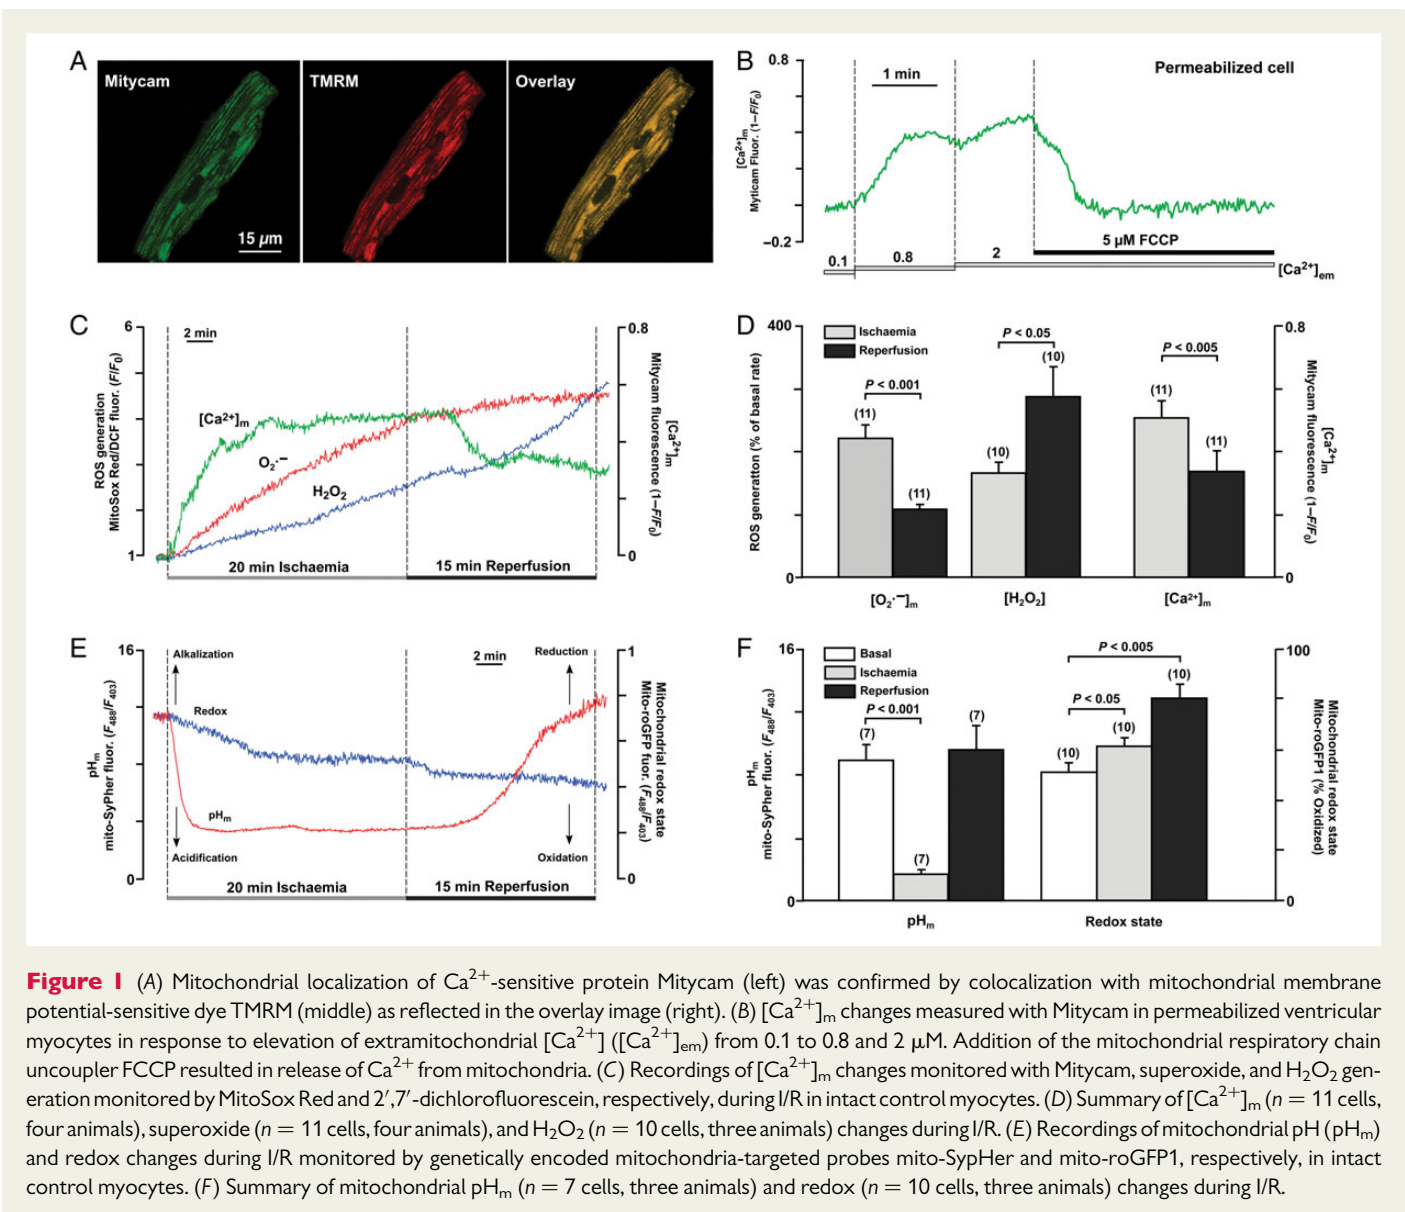 A
Mitycam
TMRM
Overlay
15 µm
B
0.8
–0.2
[Ca²⁺]m
Myticam Fluor. (1–F/F₀)
1 min
Permeabilized cell
5 µM FCCP
0.1
0.8
2
[Ca²⁺]em
C
6
1
ROS generation
MitoSox Red/DCF fluor. (F/F₀)
2 min
[Ca²⁺]m
O₂·–
H₂O₂
0.8
0
[Ca²⁺]m
Mitycam fluorescence (1–F/F₀)
20 min Ischaemia
15 min Reperfusion
D
400
0
ROS generation (% of basal rate)
Ischaemia
Reperfusion
P < 0.001
(11)
(11)
P < 0.05
(10)
(10)
P < 0.005
(11)
(11)
0.8
0
[Ca²⁺]m
Mitycam fluorescence (1–F/F₀)
[O₂·–]m
[H₂O₂]
[Ca²⁺]m
E
16
0
pHm
mito-SyPher fluor. (F488/F403)
Alkalization
Redox
pHm
Acidification
2 min
Reduction
Oxidation
1
0
Mitochondrial redox state
Mito-roGFP fuor. (F488/F403)
20 min Ischaemia
15 min Reperfusion
F
16
0
pHm
mito-SyPher fluor. (F488/F403)
Basal
Ischaemia
Reperfusion
P < 0.001
(7)
(7)
(7)
P < 0.005
P < 0.05
(10)
(10)
(10)
100
0
Mitochondrial redox state
Mito-roGFP1 (% Oxidized)
pHm
Redox state
Figure 1 (A) Mitochondrial localization of Ca²⁺-sensitive protein Mitycam (left) was confirmed by colocalization with mitochondrial membrane
potential-sensitive dye TMRM (middle) as reflected in the overlay image (right). (B) [Ca²⁺]m changes measured with Mitycam in permeabilized ventricular
myocytes in response to elevation of extramitochondrial [Ca²⁺] ([Ca²⁺]em) from 0.1 to 0.8 and 2 µM. Addition of the mitochondrial respiratory chain
uncoupler FCCP resulted in release of Ca²⁺ from mitochondria. (C) Recordings of [Ca²⁺]m changes monitored with Mitycam, superoxide, and H₂O₂ gen-
eration monitored by MitoSox Red and 2′,7′-dichlorofluorescein, respectively, during I/R in intact control myocytes. (D) Summary of [Ca²⁺]m (n = 11 cells,
four animals), superoxide (n = 11 cells, four animals), and H₂O₂ (n = 10 cells, three animals) changes during I/R. (E) Recordings of mitochondrial pH (pHm)
and redox changes during I/R monitored by genetically encoded mitochondria-targeted probes mito-SypHer and mito-roGFP1, respectively, in intact
control myocytes. (F) Summary of mitochondrial pHm (n = 7 cells, three animals) and redox (n = 10 cells, three animals) changes during I/R.